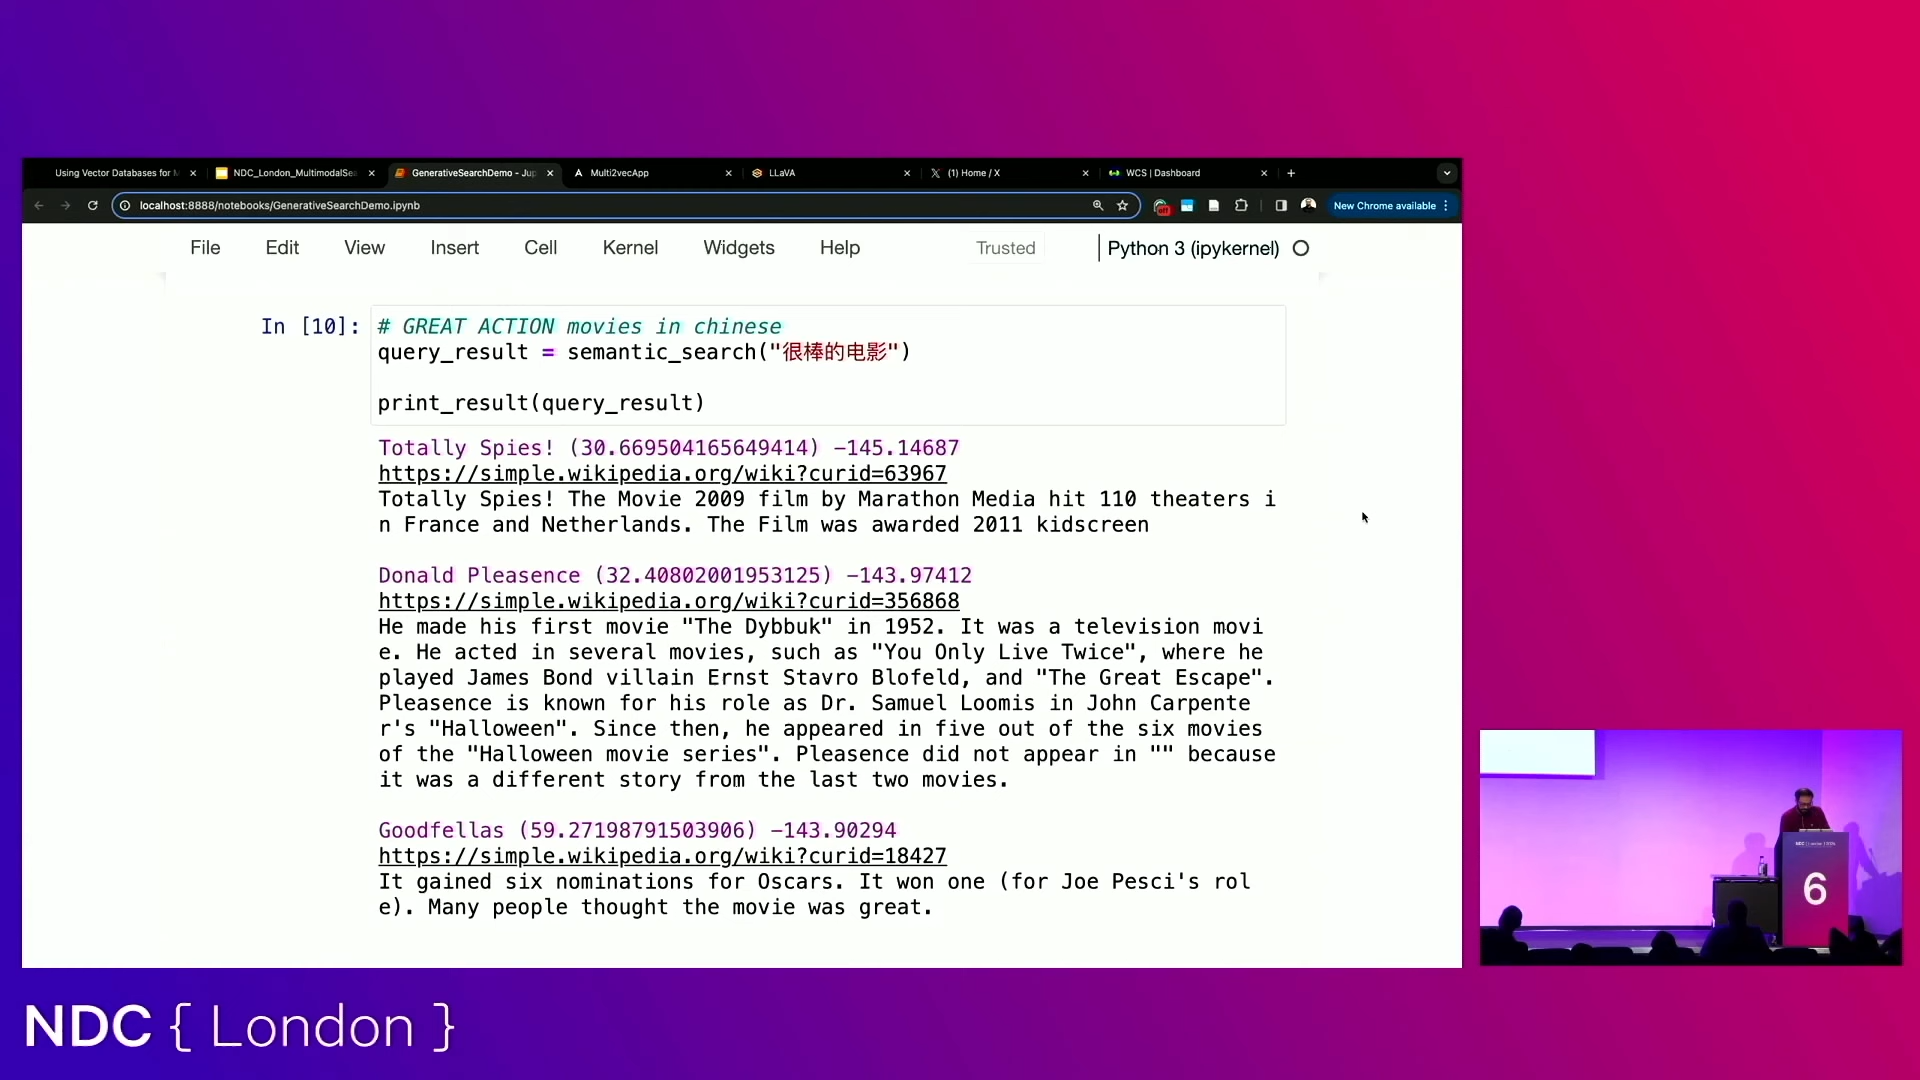 Using Vector Databases for M
NDC_London_MultimodalSea
GenerativeSearchDemo - Jup
Multi2vecApp
LLaVA
(1) Home / X
WCS | Dashboard
localhost:8888/notebooks/GenerativeSearchDemo.ipynb
New Chrome available
File Edit View Insert Cell Kernel Widgets Help Trusted Python 3 (ipykernel)
In [10]: # GREAT ACTION movies in chinese
query_result = semantic_search("很棒的电影")
print_result(query_result)
Totally Spies! (30.669504165649414) -145.14687
https://simple.wikipedia.org/wiki?curid=63967
Totally Spies! The Movie 2009 film by Marathon Media hit 110 theaters i
n France and Netherlands. The Film was awarded 2011 kidscreen
Donald Pleasence (32.40802001953125) -143.97412
https://simple.wikipedia.org/wiki?curid=356868
He made his first movie "The Dybbuk" in 1952. It was a television movi
e. He acted in several movies, such as "You Only Live Twice", where he
played James Bond villain Ernst Stavro Blofeld, and "The Great Escape".
Pleasence is known for his role as Dr. Samuel Loomis in John Carpente
r's "Halloween". Since then, he appeared in five out of the six movies
of the "Halloween movie series". Pleasence did not appear in "" because
it was a different story from the last two movies.
Goodfellas (59.27198791503906) -143.90294
https://simple.wikipedia.org/wiki?curid=18427
It gained six nominations for Oscars. It won one (for Joe Pesci's rol
e). Many people thought the movie was great.
6
NDC { London }